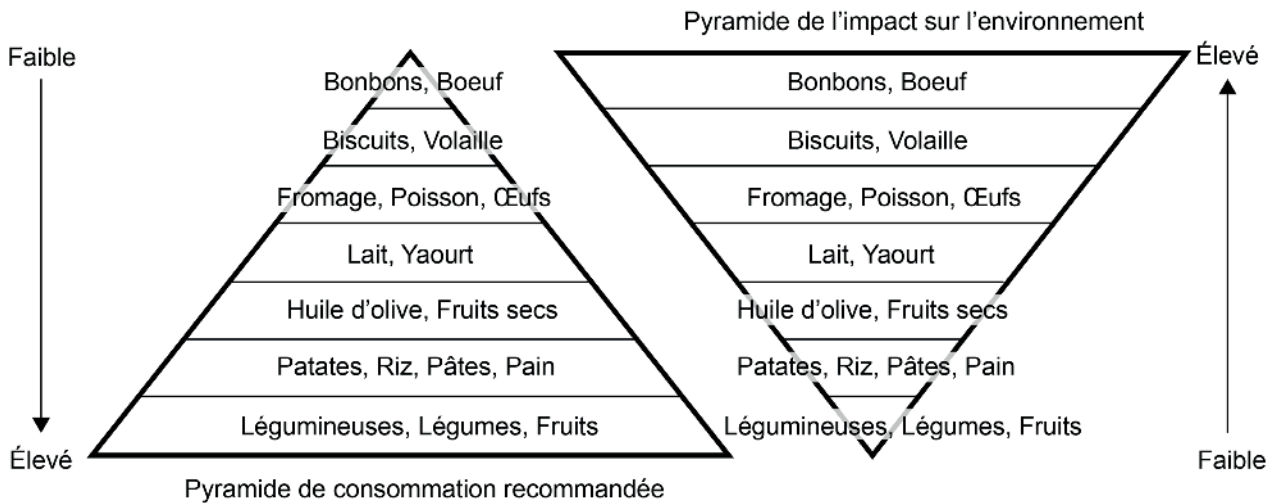 Pyramide de l’impact sur l’environnement
Faible
Élevé
Bonbons, Boeuf
Biscuits, Volaille
Fromage, Poisson, Œufs
Lait, Yaourt
Huile d’olive, Fruits secs
Patates, Riz, Pâtes, Pain
Légumineuses, Légumes, Fruits
Bonbons, Boeuf
Biscuits, Volaille
Fromage, Poisson, Œufs
Lait, Yaourt
Huile d’olive, Fruits secs
Patates, Riz, Pâtes, Pain
Légumineuses, Légumes, Fruits
Élevé
Faible
Pyramide de consommation recommandée